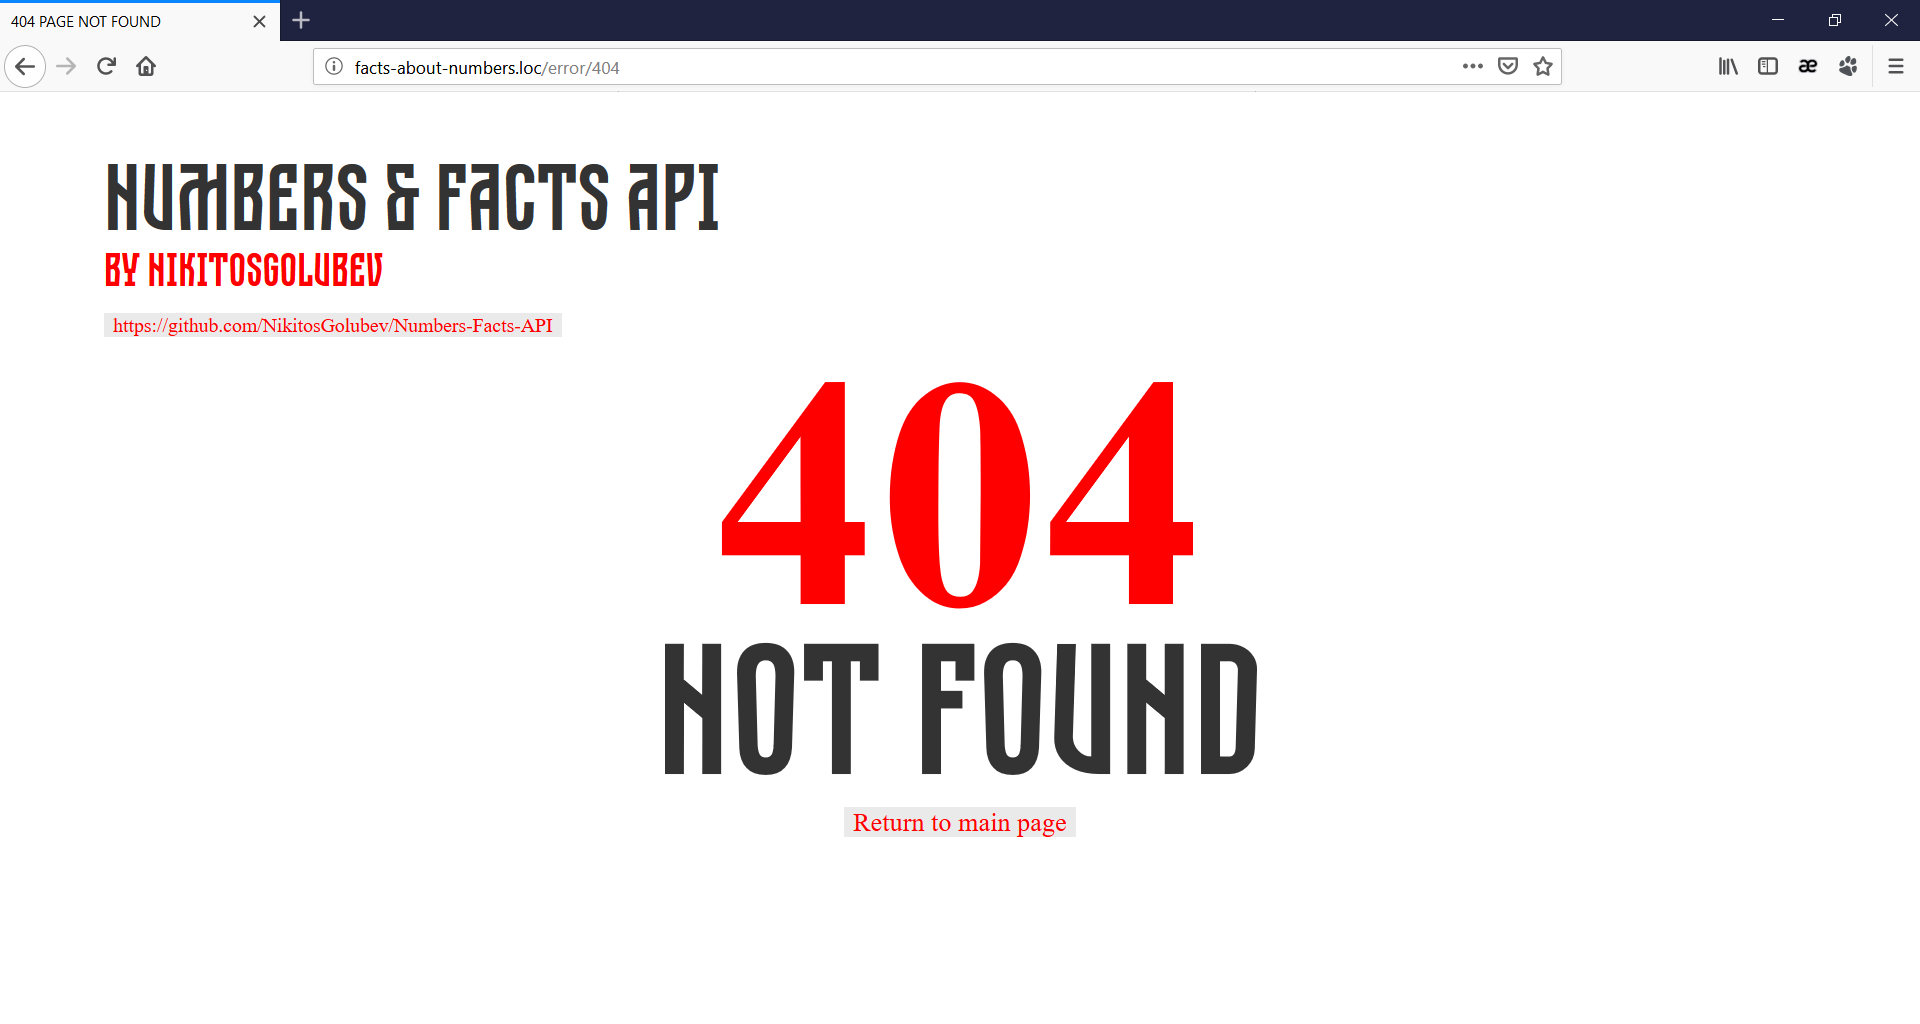 404 PAGE NOT FOUND
facts-about-numbers.loc/error/404
æ
NUMBERS & FACTS API
BY NIKITOSGOLUBEV
https://github.com/NikitosGolubev/Numbers-Facts-API
404
NOT FOUND
Return to main page